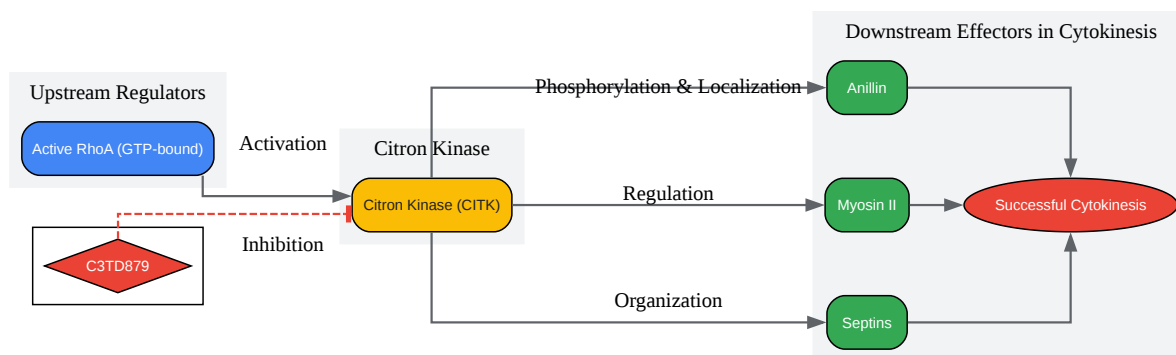 Downstream Effectors in Cytokinesis
Phosphorylation & Localization
Anillin
Upstream Regulators
Active RhoA (GTP-bound)
Activation
Citron Kinase
Citron Kinase (CITK)
Regulation
Myosin II
Successful Cytokinesis
Inhibition
C3TD879
Organization
Septins